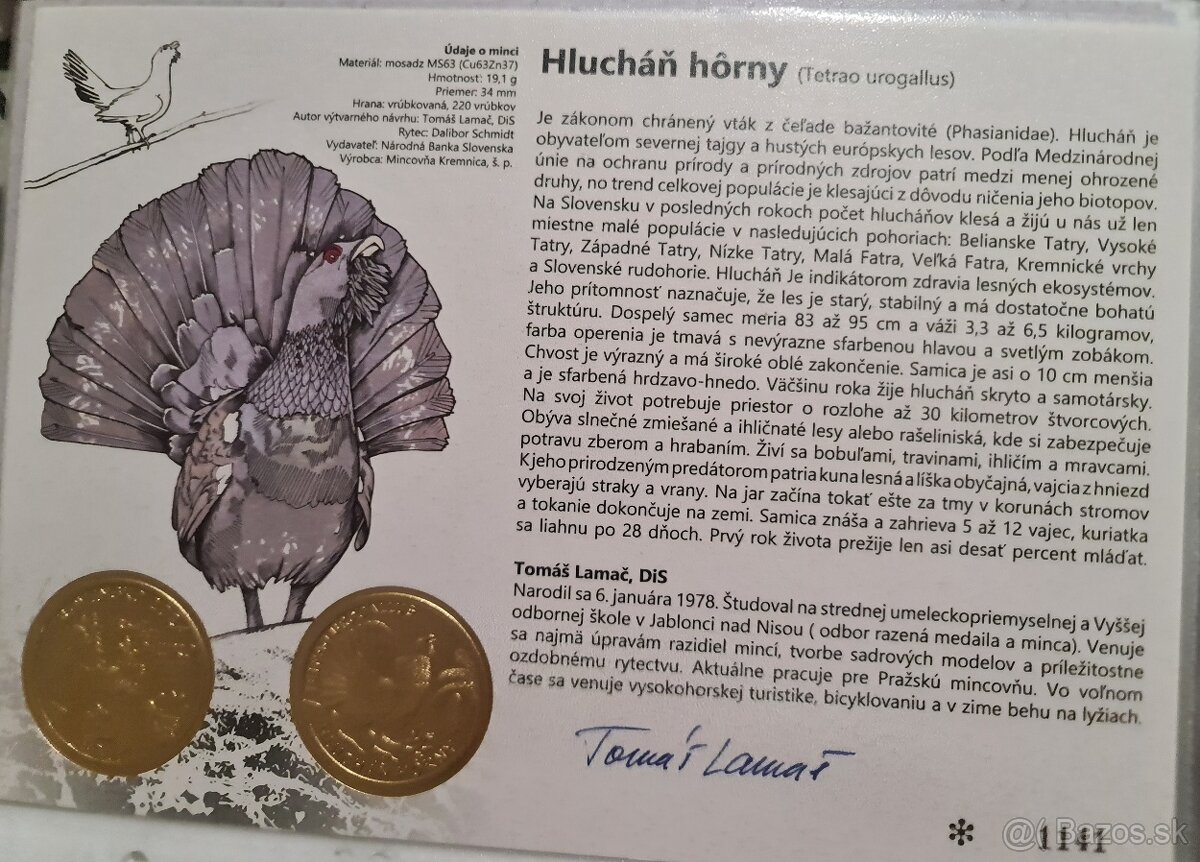 Údaje o minci
Materiál: mosadz MS63 (Cu63Zn37)
Hmotnosť: 19,1 g
Priemer: 34 mm
Hrana: vrúbkovaná, 220 vrúbkov
Autor výtvarného návrhu: Tomáš Lamač, DiS
Rytec: Dalibor Schmidt
Vydavateľ: Národná Banka Slovenska
Výrobca: Mincovňa Kremnica, š. p.
Hlucháň hôrny (Tetrao urogallus)
Je zákonom chránený vták z čeľade bažantovité (Phasianidae). Hlucháň je
obyvateľom severnej tajgy a hustých európskych lesov. Podľa Medzinárodnej
únie na ochranu prírody a prírodných zdrojov patrí medzi menej ohrozené
druhy, no trend celkovej populácie je klesajúci z dôvodu ničenia jeho biotopov.
Na Slovensku v posledných rokoch počet hlucháňov klesá a žijú u nás už len
miestne malé populácie v nasledujúcich pohoriach: Belianske Tatry, Vysoké
Tatry, Západné Tatry, Nízke Tatry, Malá Fatra, Veľká Fatra, Kremnické vrchy
a Slovenské rudohorie. Hlucháň Je indikátorom zdravia lesných ekosystémov.
Jeho prítomnosť naznačuje, že les je starý, stabilný a má dostatočne bohatú
štruktúru. Dospelý samec meria 83 až 95 cm a váži 3,3 až 6,5 kilogramov,
farba operenia je tmavá s nevýrazne sfarbenou hlavou a svetlým zobákom.
Chvost je výrazný a má široké oblé zakončenie. Samica je asi o 10 cm menšia
a je sfarbená hrdzavo-hnedo. Väčšinu roka žije hlucháň skryto a samotársky.
Na svoj život potrebuje priestor o rozlohe až 30 kilometrov štvorcových.
Obýva slnečné zmiešané a ihličnaté lesy alebo rašeliniská, kde si zabezpečuje
potravu zberom a hrabaním. Živí sa bobuľami, travinami, ihličím a mravcami.
K jeho prirodzeným predátorom patria kuna lesná a líška obyčajná, vajcia z hniezd
vyberajú straky a vrany. Na jar začína tokať ešte za tmy v korunách stromov
a tokanie dokončuje na zemi. Samica znáša a zahrieva 5 až 12 vajec, kuriatka
sa liahnu po 28 dňoch. Prvý rok života prežije len asi desať percent mláďat.
Tomáš Lamač, DiS
Narodil sa 6. januára 1978. Študoval na strednej umeleckopriemyselnej a Vyššej
odbornej škole v Jablonci nad Nisou ( odbor razená medaila a minca). Venuje
sa najmä úpravám razidiel mincí, tvorbe sadrových modelov a príležitostne
ozdobnému rytectvu. Aktuálne pracuje pre Pražskú mincovňu. Vo voľnom
čase sa venuje vysokohorskej turistike, bicyklovaniu a v zime behu na lyžiach.
Tomáš Lamač
1141
Bazos.sk